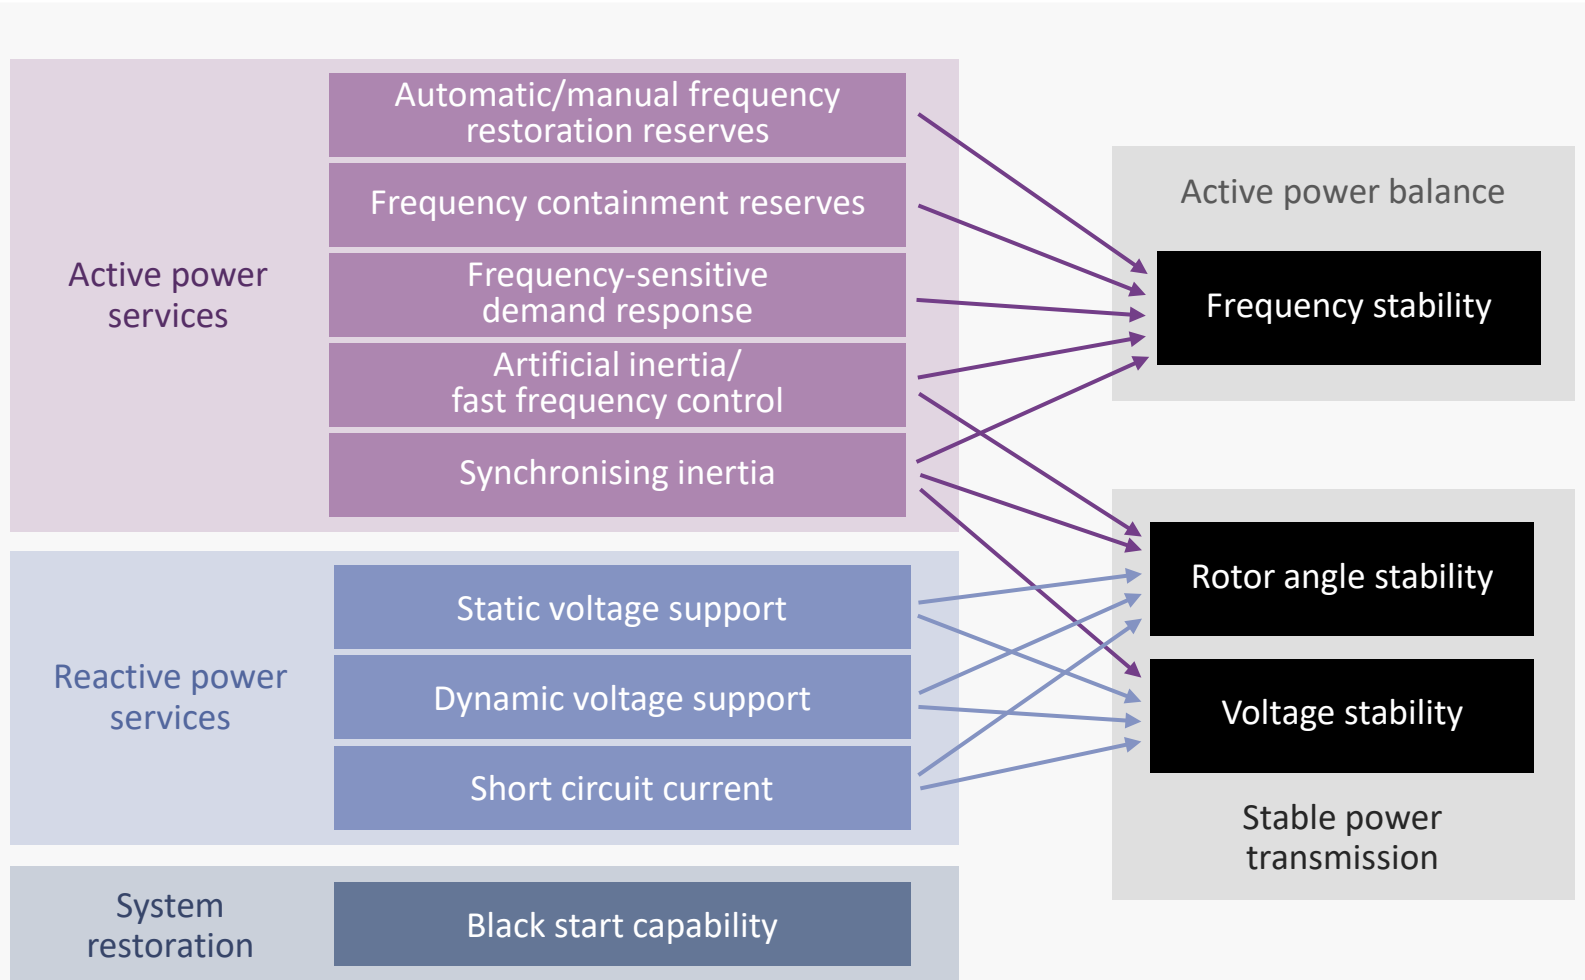 Active power
services
Automatic/manual frequency
restoration reserves
Frequency containment reserves
Frequency-sensitive
demand response
Artificial inertia/
fast frequency control
Synchronising inertia
Reactive power
services
Static voltage support
Dynamic voltage support
Short circuit current
System
restoration
Black start capability
Active power balance
Frequency stability
Rotor angle stability
Voltage stability
Stable power
transmission